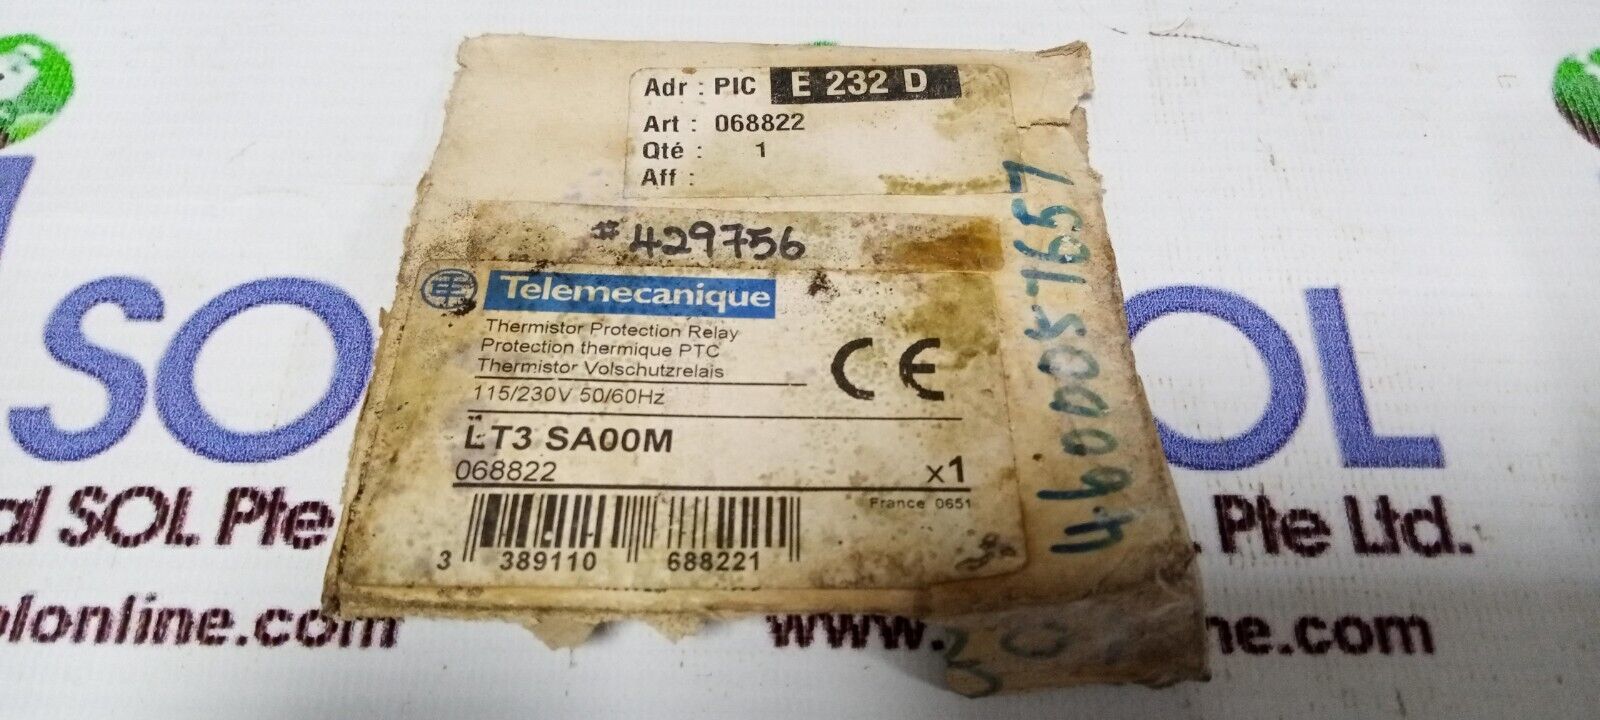 Adr : PIC E 232 D
Art : 068822
Qté : 1
Aff :
# 429756
Telemecanique
Thermistor Protection Relay
Protection thermique PTC
Thermistor Volschutzrelais
115/230V 50/60Hz
CE
LT3 SA00M
068822
x1
France 0651
3 389110 688221
4600057657
SOL
OL
al SOL Pte
Pte Ltd.
olonline.com
www.
ne.com